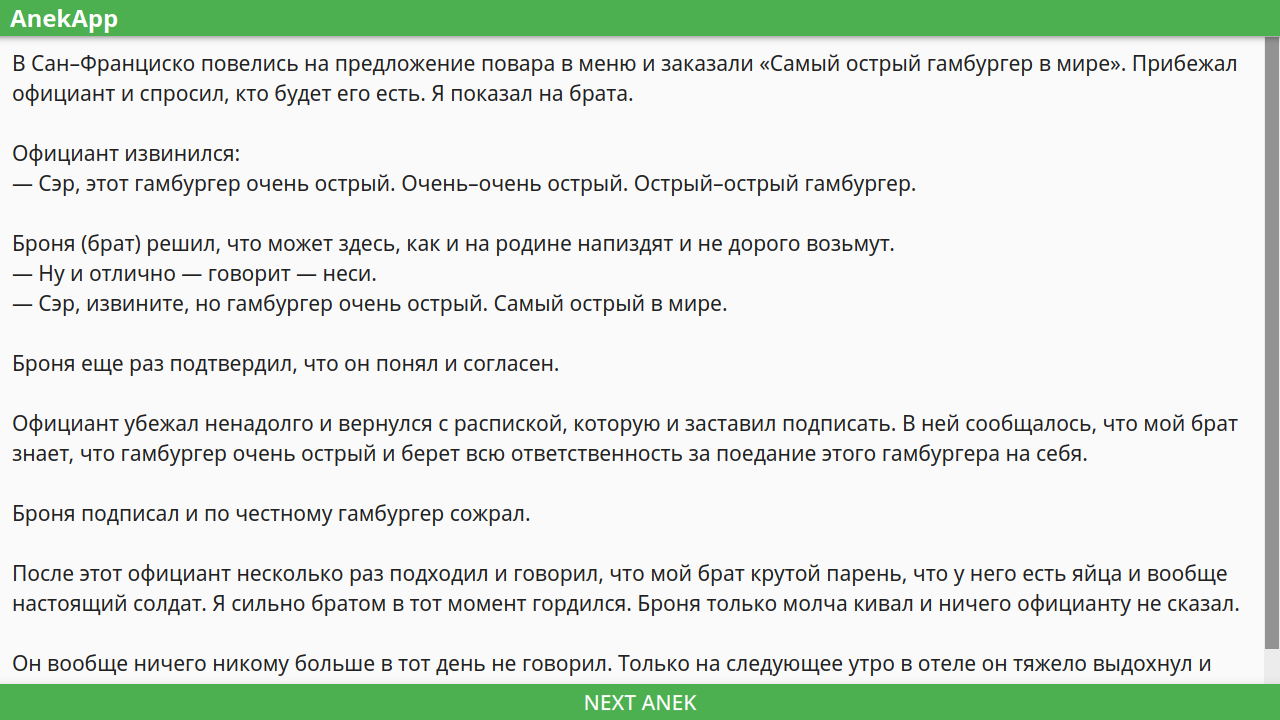 AnekApp
В Сан–Франциско повелись на предложение повара в меню и заказали «Самый острый гамбургер в мире». Прибежал
официант и спросил, кто будет его есть. Я показал на брата.
Официант извинился:
— Сэр, этот гамбургер очень острый. Очень–очень острый. Острый–острый гамбургер.
Броня (брат) решил, что может здесь, как и на родине напиздят и не дорого возьмут.
— Ну и отлично — говорит — неси.
— Сэр, извините, но гамбургер очень острый. Самый острый в мире.
Броня еще раз подтвердил, что он понял и согласен.
Официант убежал ненадолго и вернулся с распиской, которую и заставил подписать. В ней сообщалось, что мой брат
знает, что гамбургер очень острый и берет всю ответственность за поедание этого гамбургера на себя.
Броня подписал и по честному гамбургер сожрал.
После этот официант несколько раз подходил и говорил, что мой брат крутой парень, что у него есть яйца и вообще
настоящий солдат. Я сильно братом в тот момент гордился. Броня только молча кивал и ничего официанту не сказал.
Он вообще ничего никому больше в тот день не говорил. Только на следующее утро в отеле он тяжело выдохнул и
NEXT ANEK